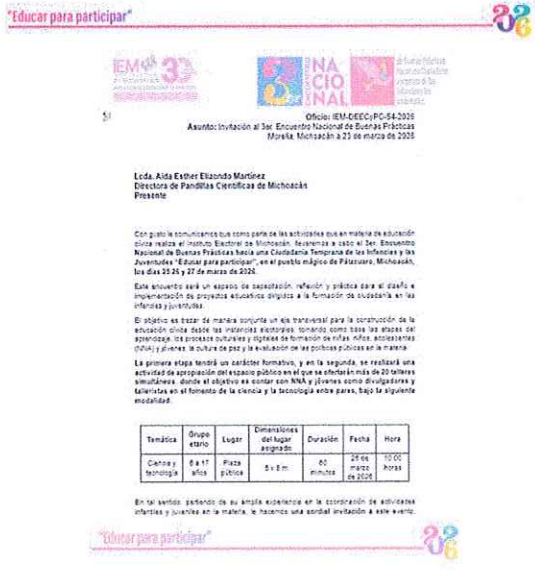 "Educar para participar"
2026
IEM
NA
CIO
NAL
Oficio: IEM-DEECyPC-54-2026
Asunto: Invitación al 3er. Encuentro Nacional de Buenas Prácticas
Morelia, Michoacán a 23 de marzo de 2026
Lcda. Aida Esther Elizondo Martínez
Directora de Pandillas Científicas de Michoacán
Presente
Con gusto le comunicamos que como parte de las actividades que en materia de educación
cívica realiza el Instituto Electoral de Michoacán, llevaremos a cabo el 3er. Encuentro
Nacional de Buenas Prácticas hacia una Ciudadanía Temprana de las Infancias y las
Juventudes "Educar para participar", en el pueblo mágico de Pátzcuaro, Michoacán,
los días 25 26 y 27 de marzo de 2026.
Este encuentro será un espacio de capacitación, reflexión y práctica para el diseño e
implementación de proyectos educativos dirigidos a la formación de ciudadanía en las
infancias y juventudes.
El objetivo es trazar de manera conjunta un eje transversal para la construcción de la
educación cívica desde las instancias electorales, tomando como base las etapas del
aprendizaje, los procesos culturales y digitales de formación de niñas, niños, adolescentes
(NNA) y jóvenes, la cultura de paz y la evaluación de las políticas públicas en la materia.
La primera etapa tendrá un carácter formativo, y en la segunda, se realizará una
actividad de apropiación del espacio público en el que se ofertarán más de 20 talleres
simultáneos, donde el objetivo es contar con NNA y jóvenes como divulgadores y
talleristas en el fomento de la ciencia y la tecnología entre pares, bajo la siguiente
modalidad:
Temática Grupo etario Lugar Dimensiones del lugar asignado Duración Fecha Hora
Ciencia y tecnología 6 a 17 años Plaza pública 5 x 5 m 60 minutos 26 de marzo de 2026 10:00 horas
En tal sentido, partiendo de su amplia experiencia en la coordinación de actividades
infantiles y juveniles en la materia, le hacemos una cordial invitación a este evento,
"Educar para participar"
2026